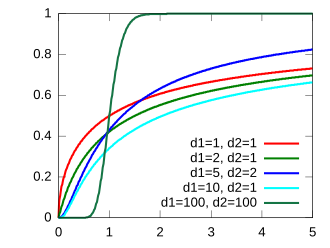 1
0.8
0.6
0.4
0.2
0
0 1 2 3 4 5
d1=1, d2=1
d1=2, d2=1
d1=5, d2=2
d1=10, d2=1
d1=100, d2=100